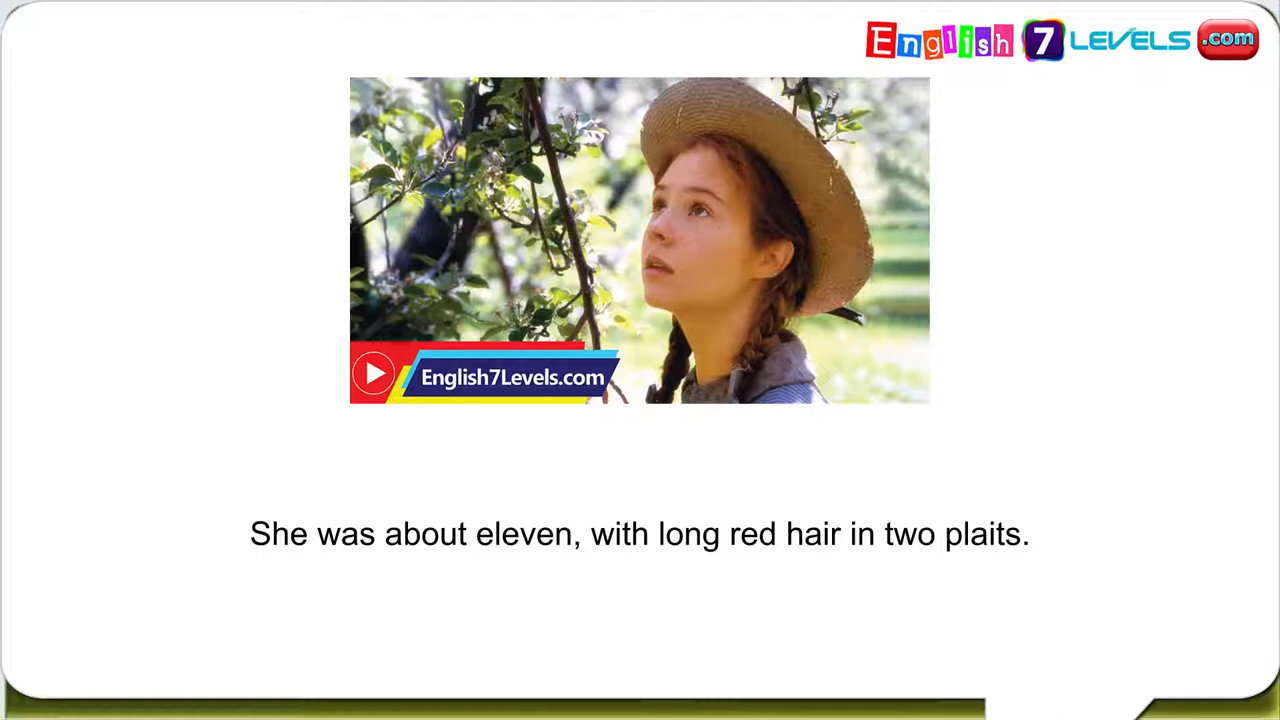 English 7 LEVELS .com
English7Levels.com
She was about eleven, with long red hair in two plaits.